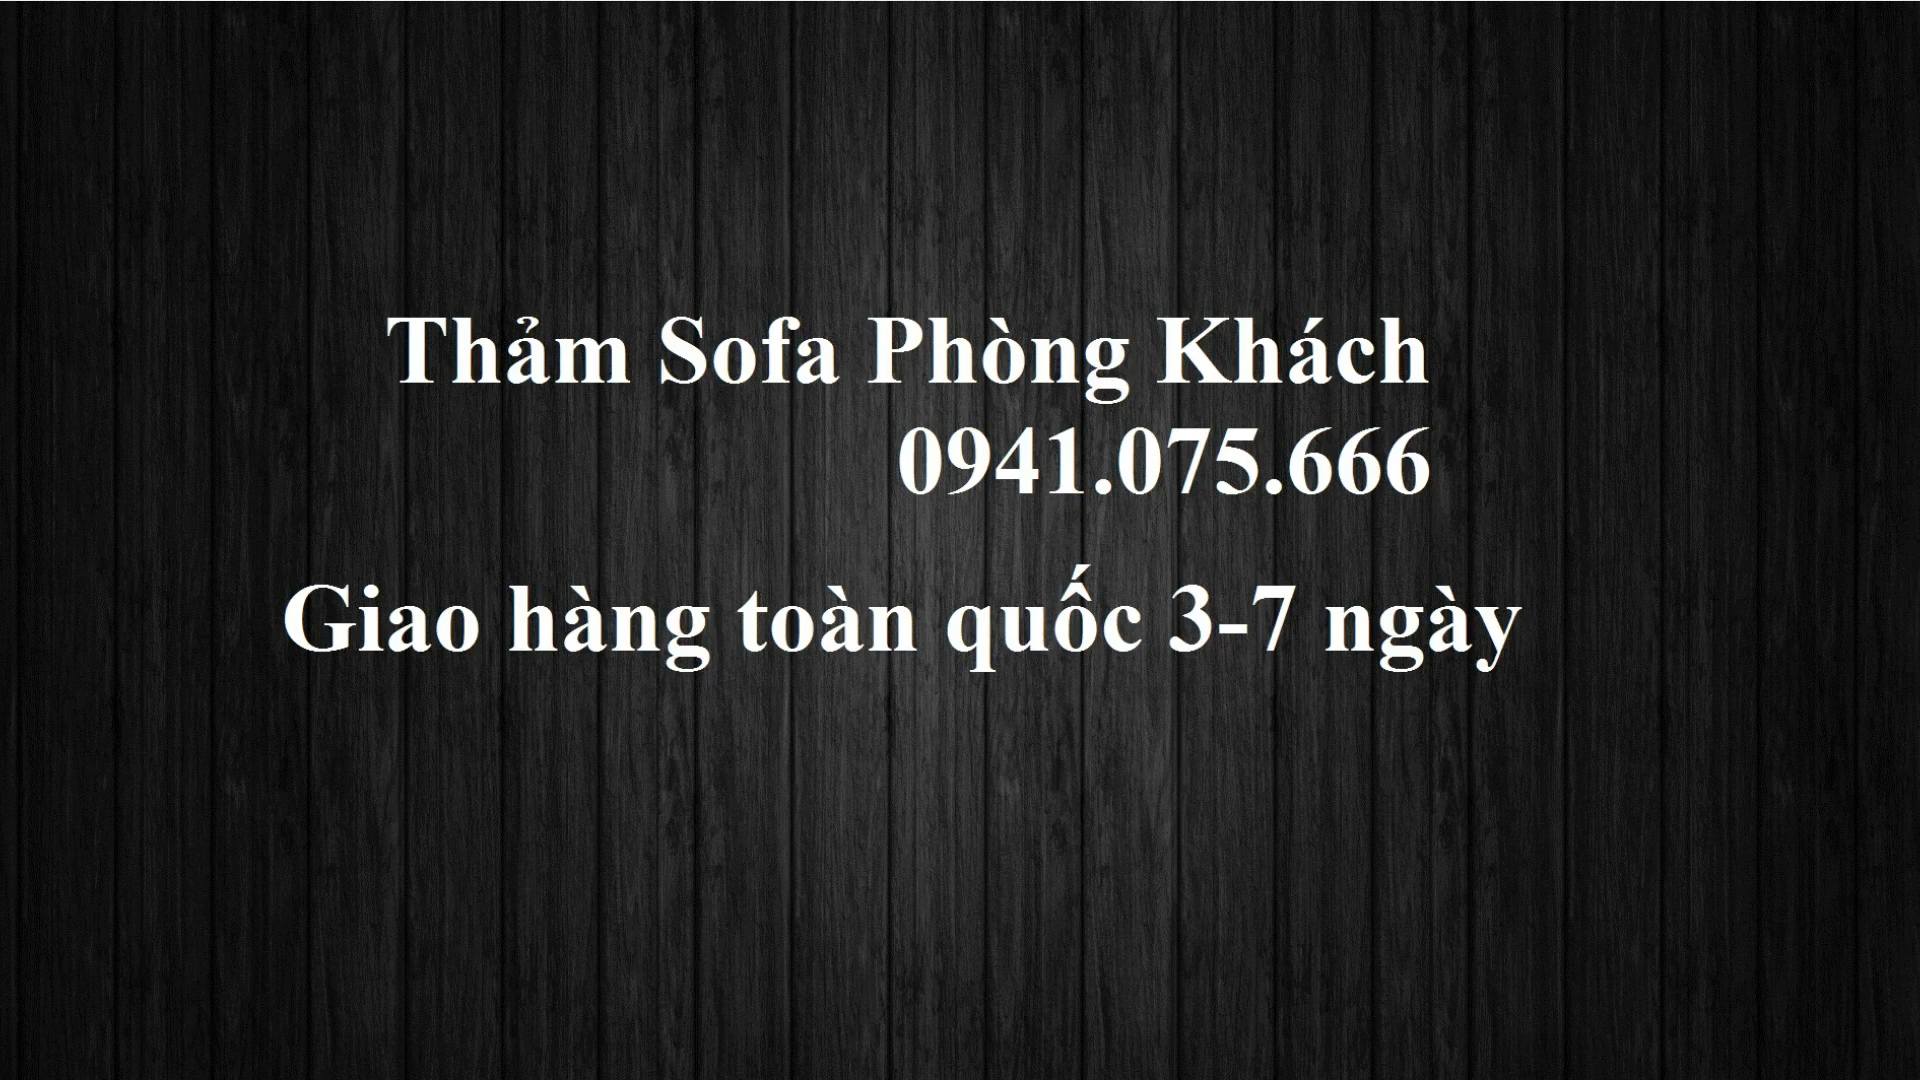 Thảm Sofa Phòng Khách
0941.075.666
Giao hàng toàn quốc 3-7 ngày